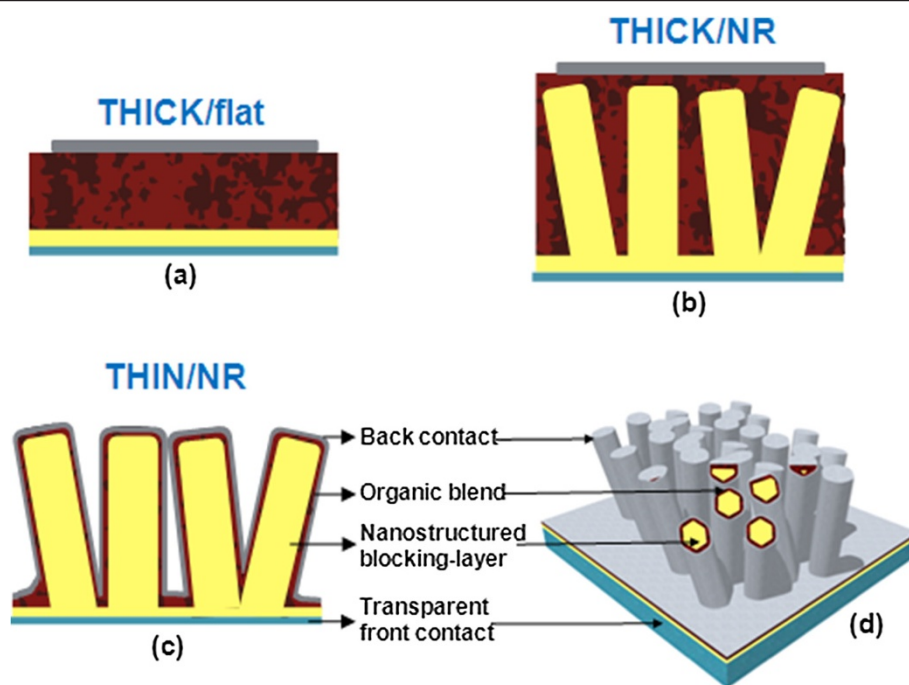 THICK/flat
(a)
THICK/NR
(b)
THIN/NR
(c)
Back contact
Organic blend
Nanostructured
blocking-layer
Transparent
front contact
(d)